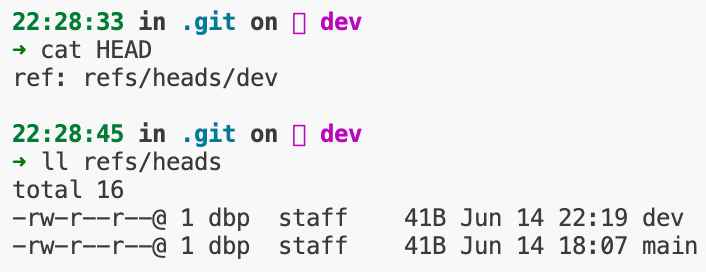 22:28:33 in .git on  dev
➜ cat HEAD
ref: refs/heads/dev
22:28:45 in .git on  dev
➜ ll refs/heads
total 16
-rw-r--r--@ 1 dbp  staff    41B Jun 14 22:19 dev
-rw-r--r--@ 1 dbp  staff    41B Jun 14 18:07 main